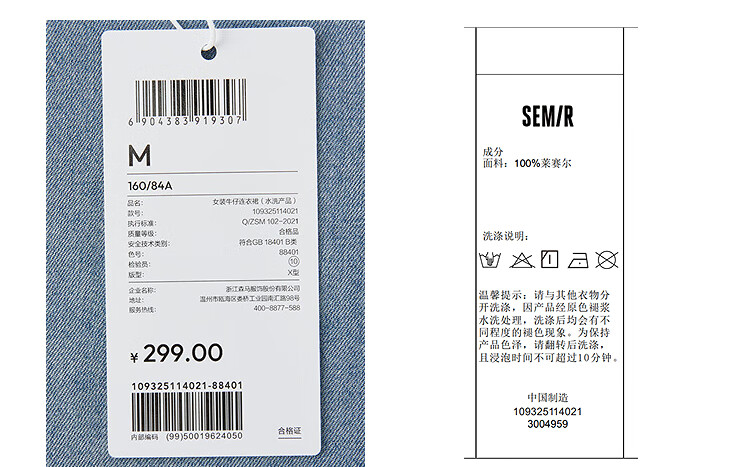 6 904383 919307
M
160/84A
品名: 女装牛仔连衣裙（水洗产品）
款号: 109325114021
执行标准: Q/ZSM 102-2021
质量等级: 合格品
安全技术类别: 符合GB 18401 B类
色号: 88401
检验员: 10
版型: X型
企业名称: 浙江森马服饰股份有限公司
地址: 温州市瓯海区娄桥工业园南汇路98号
服务热线: 400-8877-588
¥ 299.00
109325114021-88401
内部编码 (99)50019624050
合格证
SEM/R
成分
面料：100%莱赛尔
洗涤说明：
温馨提示：请与其他衣物分
开洗涤，因产品经原色褪浆
水洗处理，洗涤后均会有不
同程度的褪色现象。为保持
产品色泽，请翻转后洗涤，
且浸泡时间不可超过10分钟。
中国制造
109325114021
3004959